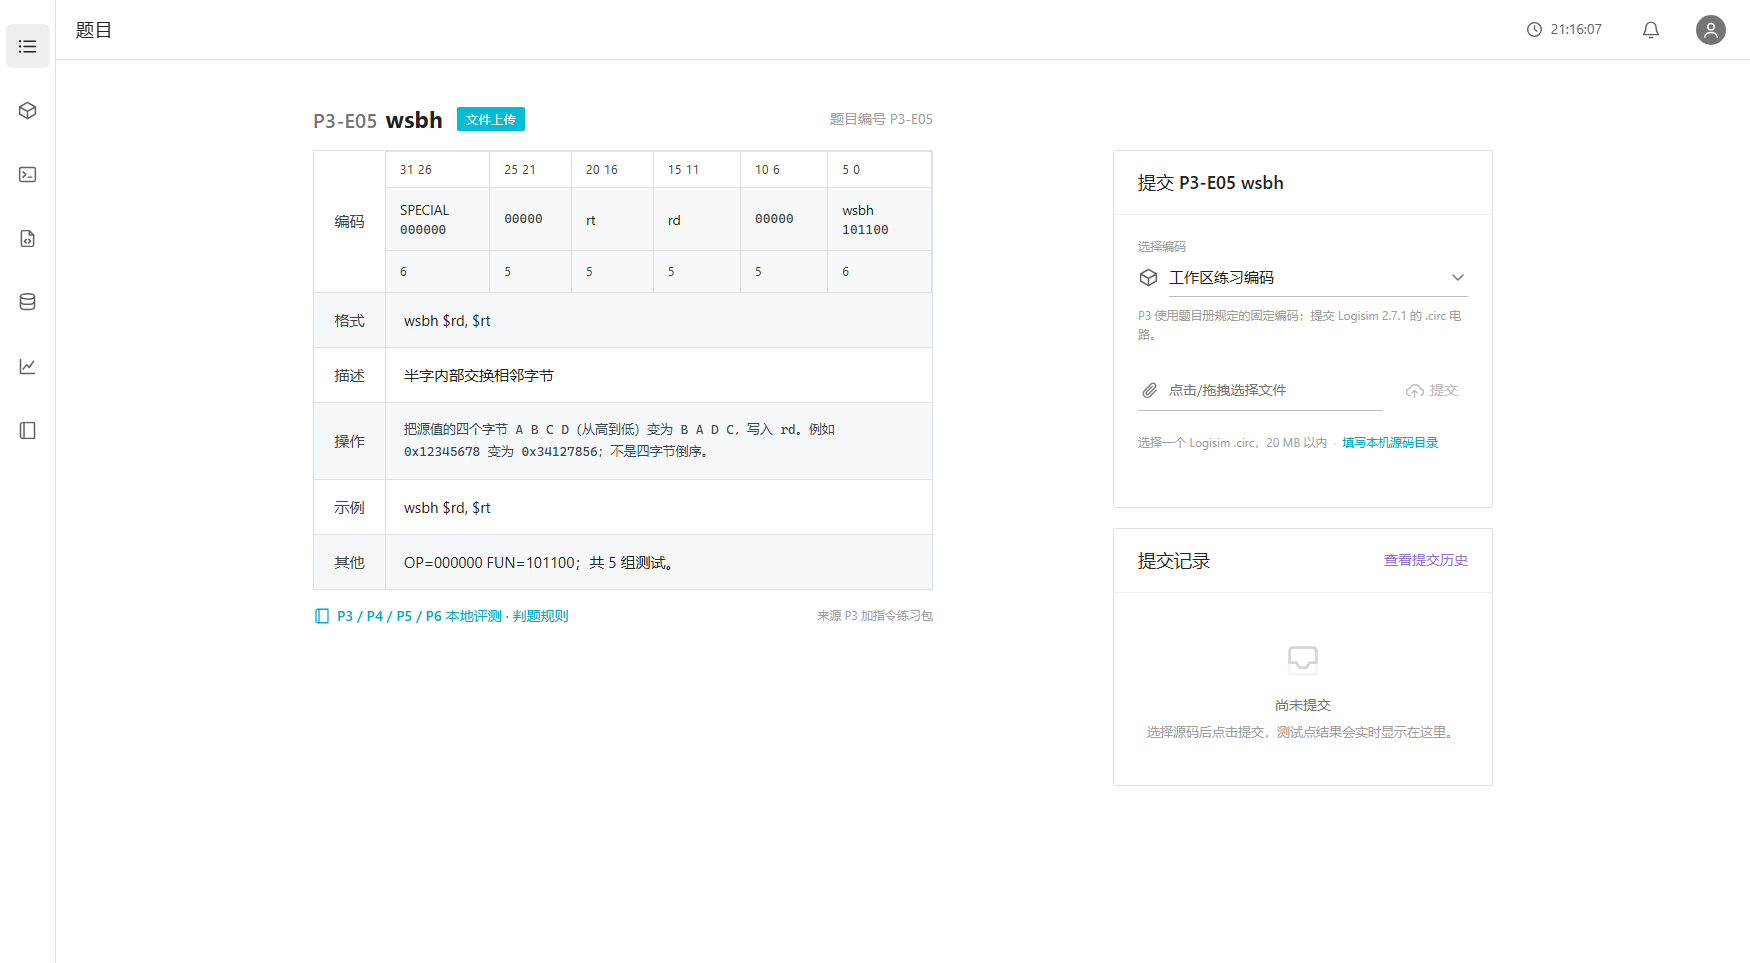 题目
21:16:07
P3-E05 wsbh 文件上传
题目编号 P3-E05
编码
31 26 25 21 20 16 15 11 10 6 5 0
SPECIAL 000000 00000 rt rd 00000 wsbh 101100
6 5 5 5 5 6
格式 wsbh $rd, $rt
描述 半字内部交换相邻字节
操作 把源值的四个字节 A B C D（从高到低）变为 B A D C，写入 rd。例如
0x12345678 变为 0x34127856；不是四字节倒序。
示例 wsbh $rd, $rt
其他 OP=000000 FUN=101100；共 5 组测试。
P3 / P4 / P5 / P6 本地评测 · 判题规则
来源 P3 加指令练习包
提交 P3-E05 wsbh
选择编码
工作区练习编码
P3 使用题目册规定的固定编码；提交 Logisim 2.7.1 的 .circ 电
路。
点击/拖拽选择文件
提交
选择一个 Logisim .circ，20 MB 以内 · 填写本机源码目录
提交记录
查看提交历史
尚未提交
选择源码后点击提交，测试点结果会实时显示在这里。